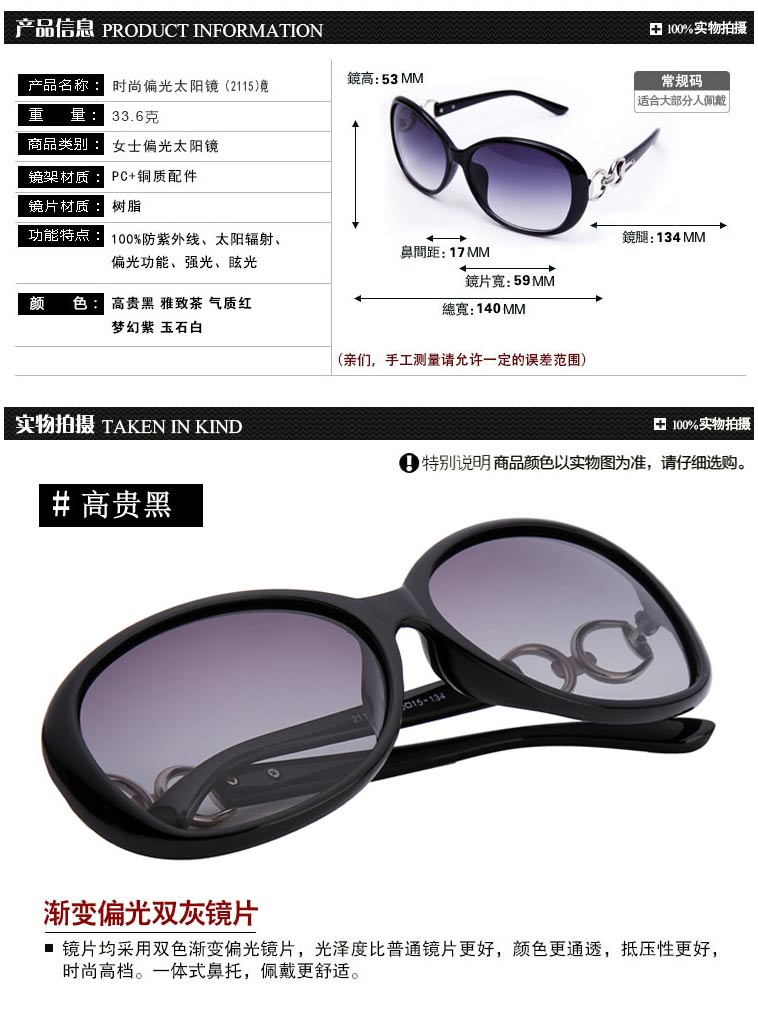 产品信息 PRODUCT INFORMATION 100%实物拍摄
产品名称： 时尚偏光太阳镜 (2115)
重 量： 33.6克
商品类别： 女士偏光太阳镜
镜架材质： PC+铜质配件
镜片材质： 树脂
功能特点： 100%防紫外线、太阳辐射、
偏光功能、强光、眩光
颜 色： 高贵黑 雅致茶 气质红
梦幻紫 玉石白
鏡高：53 MM
常规码
适合大部分人佩戴
鏡腿：134 MM
鼻間距：17 MM
鏡片寬：59 MM
總寬：140 MM
(亲们，手工测量请允许一定的误差范围)
实物拍摄 TAKEN IN KIND 100%实物拍摄
特别说明 商品颜色以实物图为准，请仔细选购。
# 高贵黑
15-134
渐变偏光双灰镜片
■ 镜片均采用双色渐变偏光镜片，光泽度比普通镜片更好，颜色更通透，抵压性更好，
时尚高档。一体式鼻托，佩戴更舒适。